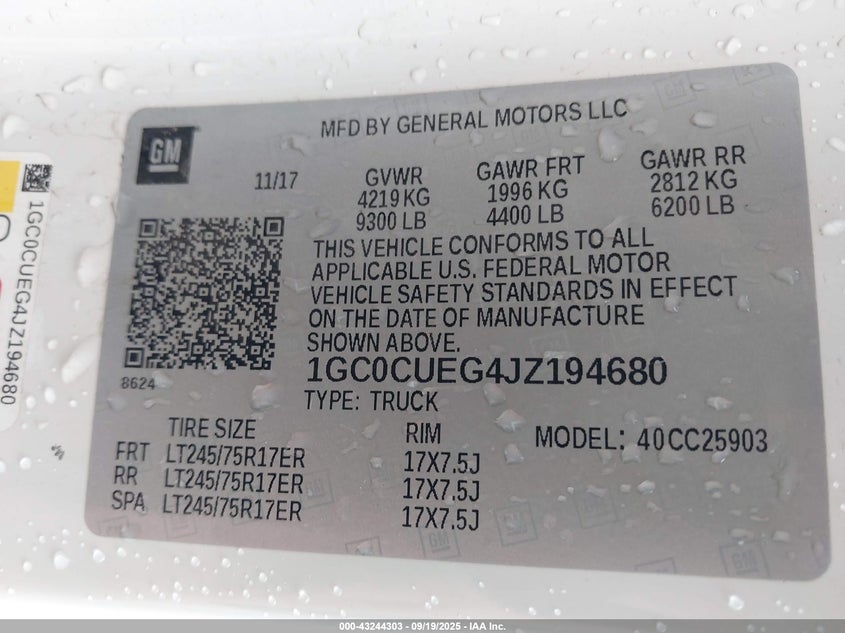 MFD BY GENERAL MOTORS LLC
GM
11/17
GVWR
4219 KG
9300 LB
GAWR FRT
1996 KG
4400 LB
GAWR RR
2812 KG
6200 LB
THIS VEHICLE CONFORMS TO ALL
APPLICABLE U.S. FEDERAL MOTOR
VEHICLE SAFETY STANDARDS IN EFFECT
ON THE DATE OF MANUFACTURE
SHOWN ABOVE.
8624
1GC0CUEG4JZ194680
TYPE: TRUCK
TIRE SIZE RIM MODEL: 40CC25903
FRT LT245/75R17ER 17X7.5J
RR LT245/75R17ER 17X7.5J
SPA LT245/75R17ER 17X7.5J
1GC0CUEG4JZ194680
000-43244303 - 09/19/2025 - IAA Inc.